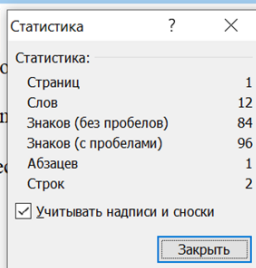 Статистика ?
Статистика:
Страниц 1
Слов 12
Знаков (без пробелов) 84
Знаков (с пробелами) 96
Абзацев 1
Строк 2
Учитывать надписи и сноски
Закрыть